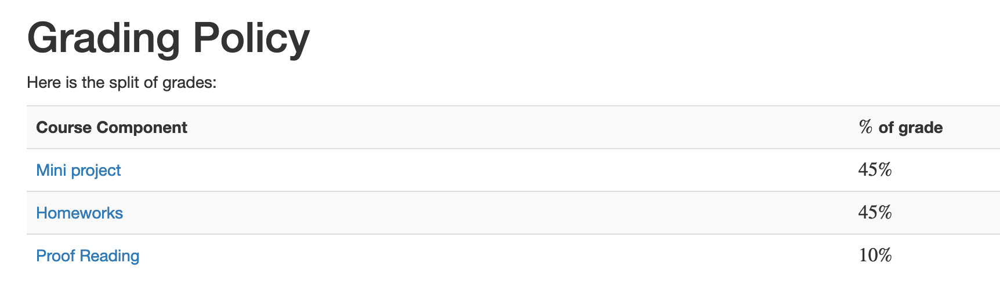 Grading Policy
Here is the split of grades:
Course Component % of grade
Mini project 45%
Homeworks 45%
Proof Reading 10%